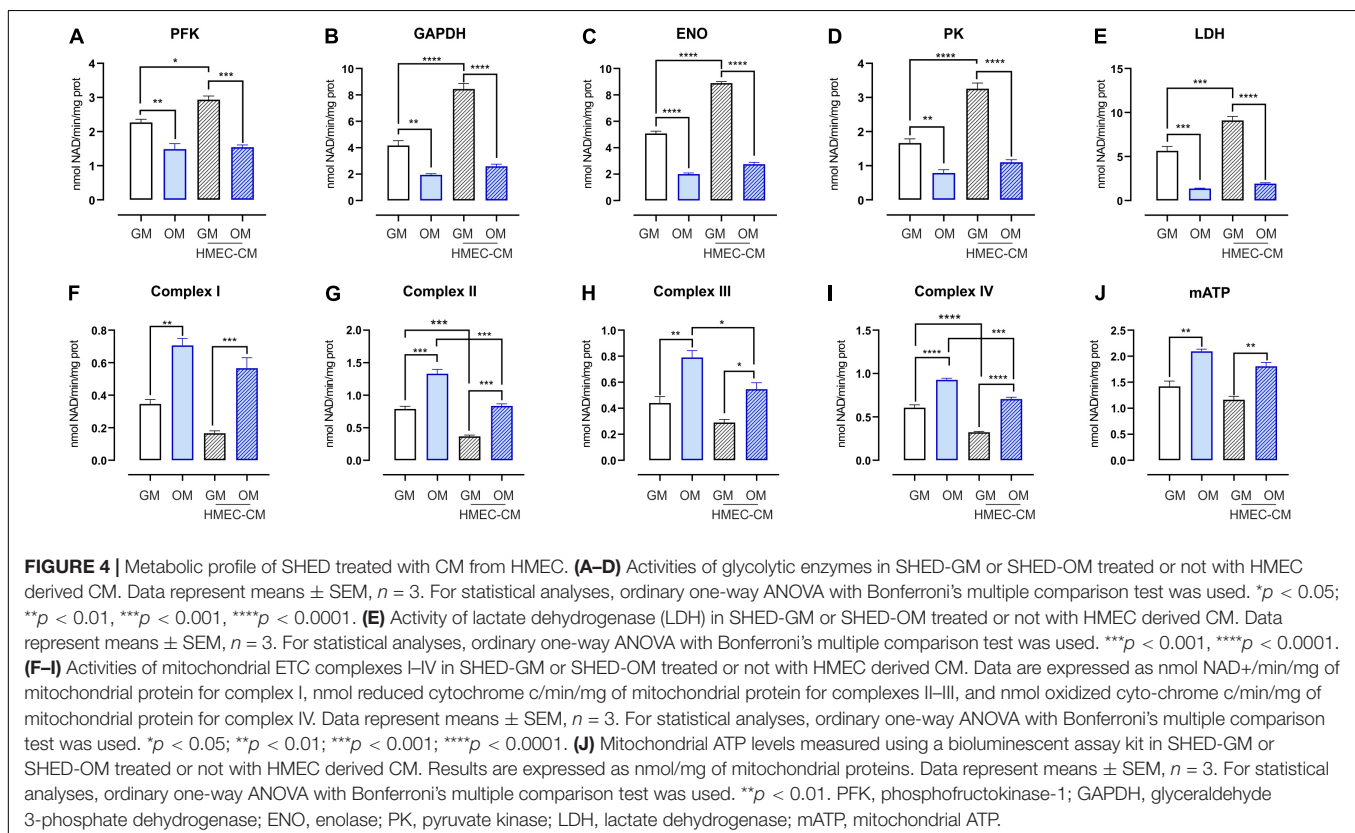 A PFK
nmol NAD/min/mg prot
4
3
2
1
0
* ** ***
GM OM GM OM
HMEC-CM
B GAPDH
nmol NAD/min/mg prot
10
8
6
4
2
0
**** ** ****
GM OM GM OM
HMEC-CM
C ENO
nmol NAD/min/mg prot
10
8
6
4
2
0
**** **** ****
GM OM GM OM
HMEC-CM
D PK
nmol NAD/min/mg prot
4
3
2
1
0
**** ** ****
GM OM GM OM
HMEC-CM
E LDH
nmol NAD/min/mg prot
15
10
5
0
*** *** ****
GM OM GM OM
HMEC-CM
F Complex I
nmol NAD/min/mg prot
0.8
0.6
0.4
0.2
0.0
** ***
GM OM GM OM
HMEC-CM
G Complex II
nmol NAD/min/mg prot
2.0
1.5
1.0
0.5
0.0
*** *** *** ***
GM OM GM OM
HMEC-CM
H Complex III
nmol NAD/min/mg prot
1.0
0.8
0.6
0.4
0.2
0.0
** * *
GM OM GM OM
HMEC-CM
I Complex IV
nmol NAD/min/mg prot
1.5
1.0
0.5
0.0
**** *** **** ****
GM OM GM OM
HMEC-CM
J mATP
nmol NAD/min/mg prot
2.5
2.0
1.5
1.0
0.5
0.0
** **
GM OM GM OM
HMEC-CM
FIGURE 4 | Metabolic profile of SHED treated with CM from HMEC. (A–D) Activities of glycolytic enzymes in SHED-GM or SHED-OM treated or not with HMEC
derived CM. Data represent means ± SEM, n = 3. For statistical analyses, ordinary one-way ANOVA with Bonferroni's multiple comparison test was used. *p < 0.05;
**p < 0.01, ***p < 0.001, ****p < 0.0001. (E) Activity of lactate dehydrogenase (LDH) in SHED-GM or SHED-OM treated or not with HMEC derived CM. Data
represent means ± SEM, n = 3. For statistical analyses, ordinary one-way ANOVA with Bonferroni's multiple comparison test was used. ***p < 0.001, ****p < 0.0001.
(F–I) Activities of mitochondrial ETC complexes I–IV in SHED-GM or SHED-OM treated or not with HMEC derived CM. Data are expressed as nmol NAD+/min/mg of
mitochondrial protein for complex I, nmol reduced cytochrome c/min/mg of mitochondrial protein for complexes II–III, and nmol oxidized cyto-chrome c/min/mg of
mitochondrial protein for complex IV. Data represent means ± SEM, n = 3. For statistical analyses, ordinary one-way ANOVA with Bonferroni's multiple comparison
test was used. *p < 0.05; **p < 0.01; ***p < 0.001; ****p < 0.0001. (J) Mitochondrial ATP levels measured using a bioluminescent assay kit in SHED-GM or
SHED-OM treated or not with HMEC derived CM. Results are expressed as nmol/mg of mitochondrial proteins. Data represent means ± SEM, n = 3. For statistical
analyses, ordinary one-way ANOVA with Bonferroni's multiple comparison test was used. **p < 0.01. PFK, phosphofructokinase-1; GAPDH, glyceraldehyde
3-phosphate dehydrogenase; ENO, enolase; PK, pyruvate kinase; LDH, lactate dehydrogenase; mATP, mitochondrial ATP.